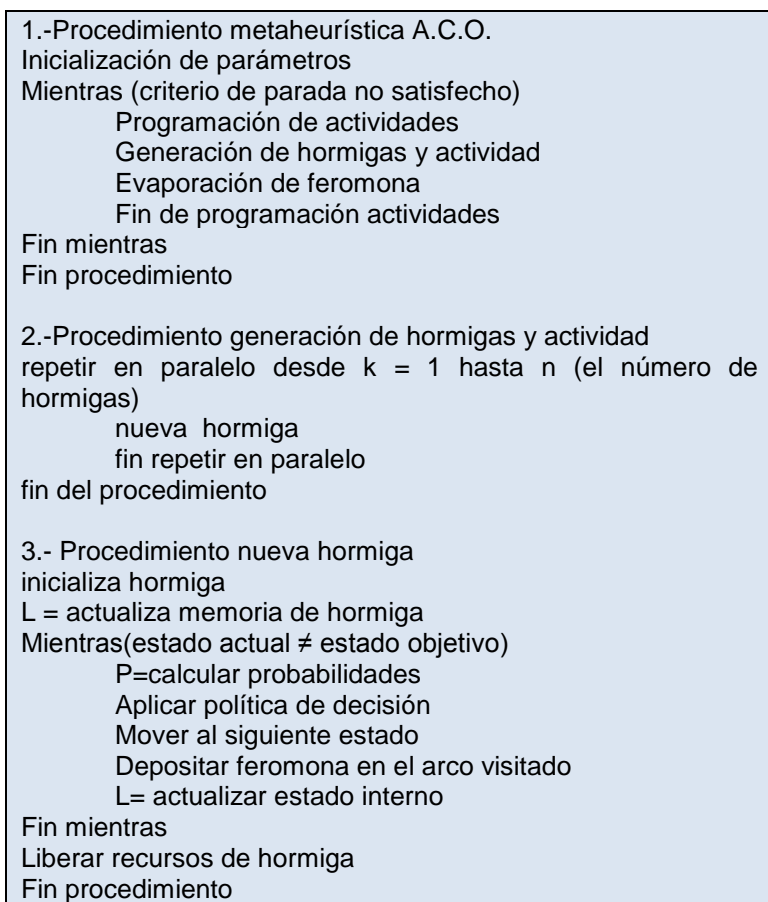 1.-Procedimiento metaheurística A.C.O.
Inicialización de parámetros
Mientras (criterio de parada no satisfecho)
Programación de actividades
Generación de hormigas y actividad
Evaporación de feromona
Fin de programación actividades
Fin mientras
Fin procedimiento
2.-Procedimiento generación de hormigas y actividad
repetir en paralelo desde k = 1 hasta n (el número de
hormigas)
nueva hormiga
fin repetir en paralelo
fin del procedimiento
3.- Procedimiento nueva hormiga
inicializa hormiga
L = actualiza memoria de hormiga
Mientras(estado actual ≠ estado objetivo)
P=calcular probabilidades
Aplicar política de decisión
Mover al siguiente estado
Depositar feromona en el arco visitado
L= actualizar estado interno
Fin mientras
Liberar recursos de hormiga
Fin procedimiento